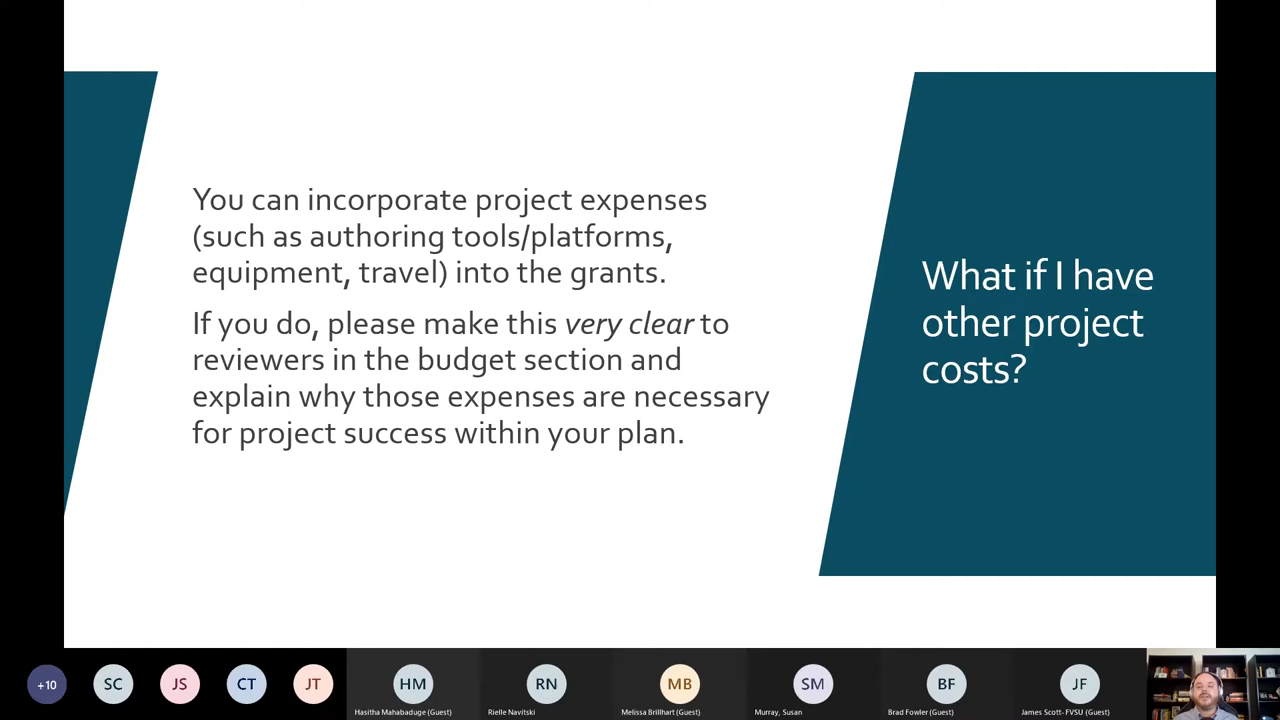 You can incorporate project expenses
(such as authoring tools/platforms,
equipment, travel) into the grants.
If you do, please make this very clear to
reviewers in the budget section and
explain why those expenses are necessary
for project success within your plan.
What if I have
other project
costs?
+10
SC
JS
CT
JT
HM
RN
MB
SM
BF
JF
Hasitha Mahabaduge (Guest)
Rielle Navitski
Melissa Brillhart (Guest)
Murray, Susan
Brad Fowler (Guest)
James Scott- FVSU (Guest)